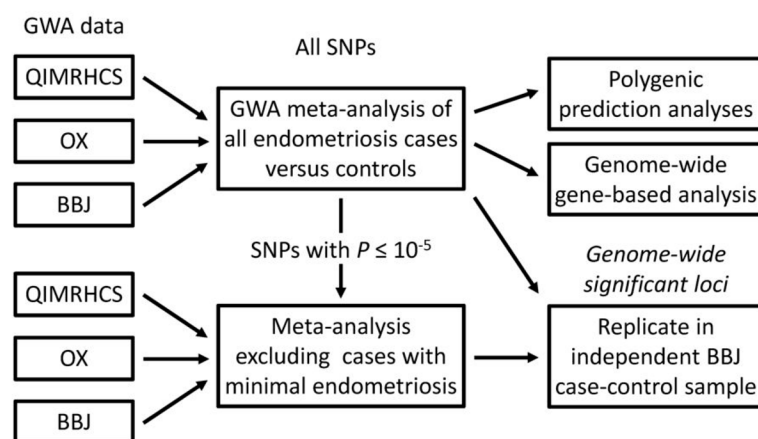 GWA data
All SNPs
QIMRHCS
OX
BBJ
GWA meta-analysis of
all endometriosis cases
versus controls
Polygenic
prediction analyses
Genome-wide
gene-based analysis
SNPs with P ≤ 10⁻⁵
Genome-wide
significant loci
QIMRHCS
OX
BBJ
Meta-analysis
excluding cases with
minimal endometriosis
Replicate in
independent BBJ
case-control sample